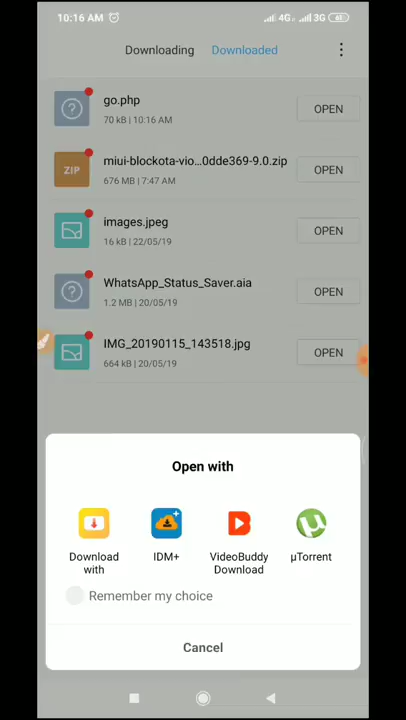 10:16 AM
4G 3G 61
Downloading Downloaded
go.php
70 kB | 10:16 AM
OPEN
ZIP
miui-blockota-vio...0dde369-9.0.zip
676 MB | 7:47 AM
OPEN
images.jpeg
16 kB | 22/05/19
OPEN
WhatsApp_Status_Saver.aia
1.2 MB | 20/05/19
OPEN
IMG_20190115_143518.jpg
664 kB | 20/05/19
OPEN
Open with
Download
with
IDM+
VideoBuddy
Download
µTorrent
Remember my choice
Cancel